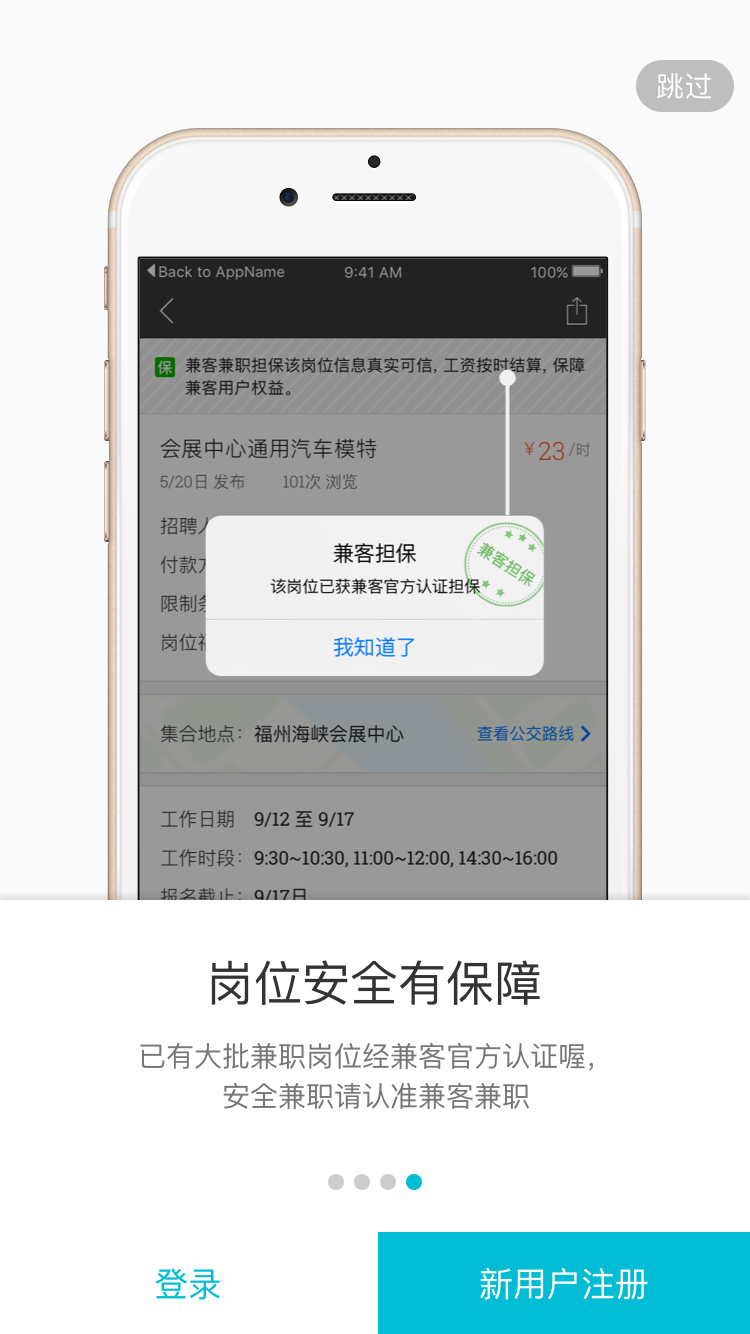 跳过
Back to AppName 9:41 AM 100%
保 兼客兼职担保该岗位信息真实可信, 工资按时结算, 保障
兼客用户权益。
会展中心通用汽车模特 ¥23/时
5/20日 发布 101次 浏览
招聘
兼客担保
兼客担保
付款
该岗位已获兼客官方认证担保
限制
岗位
我知道了
集合地点： 福州海峡会展中心 查看公交路线
工作日期 9/12 至 9/17
工作时段： 9:30~10:30, 11:00~12:00, 14:30~16:00
报名截止： 9/17日
岗位安全有保障
已有大批兼职岗位经兼客官方认证喔,
安全兼职请认准兼客兼职
登录 新用户注册